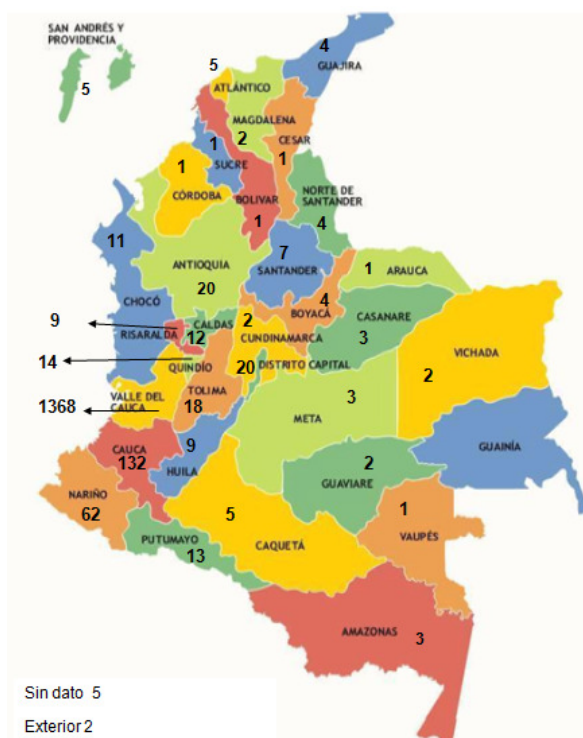 SAN ANDRÉS Y
PROVIDENCIA
5
4
GUAJIRA
5
ATLÁNTICO
MAGDALENA
2
CESAR
1
1
SUCRE
1
CÓRDOBA
BOLIVAR
1
NORTE DE
SANTANDER
4
11
CHOCÓ
ANTIOQUIA
20
7
SANTANDER
1
ARAUCA
4
BOYACÁ
CASANARE
3
9
RISARALDA
CALDAS
12
2
CUNDINAMARCA
VICHADA
2
14
QUINDÍO
20
DISTRITO CAPITAL
1368
VALLE DEL
CAUCA
TOLIMA
18
3
META
GUAINÍA
CAUCA
132
9
HUILA
2
GUAVIARE
NARIÑO
62
5
CAQUETÁ
1
VAUPÉS
PUTUMAYO
13
AMAZONAS
3
Sin dato 5
Exterior 2